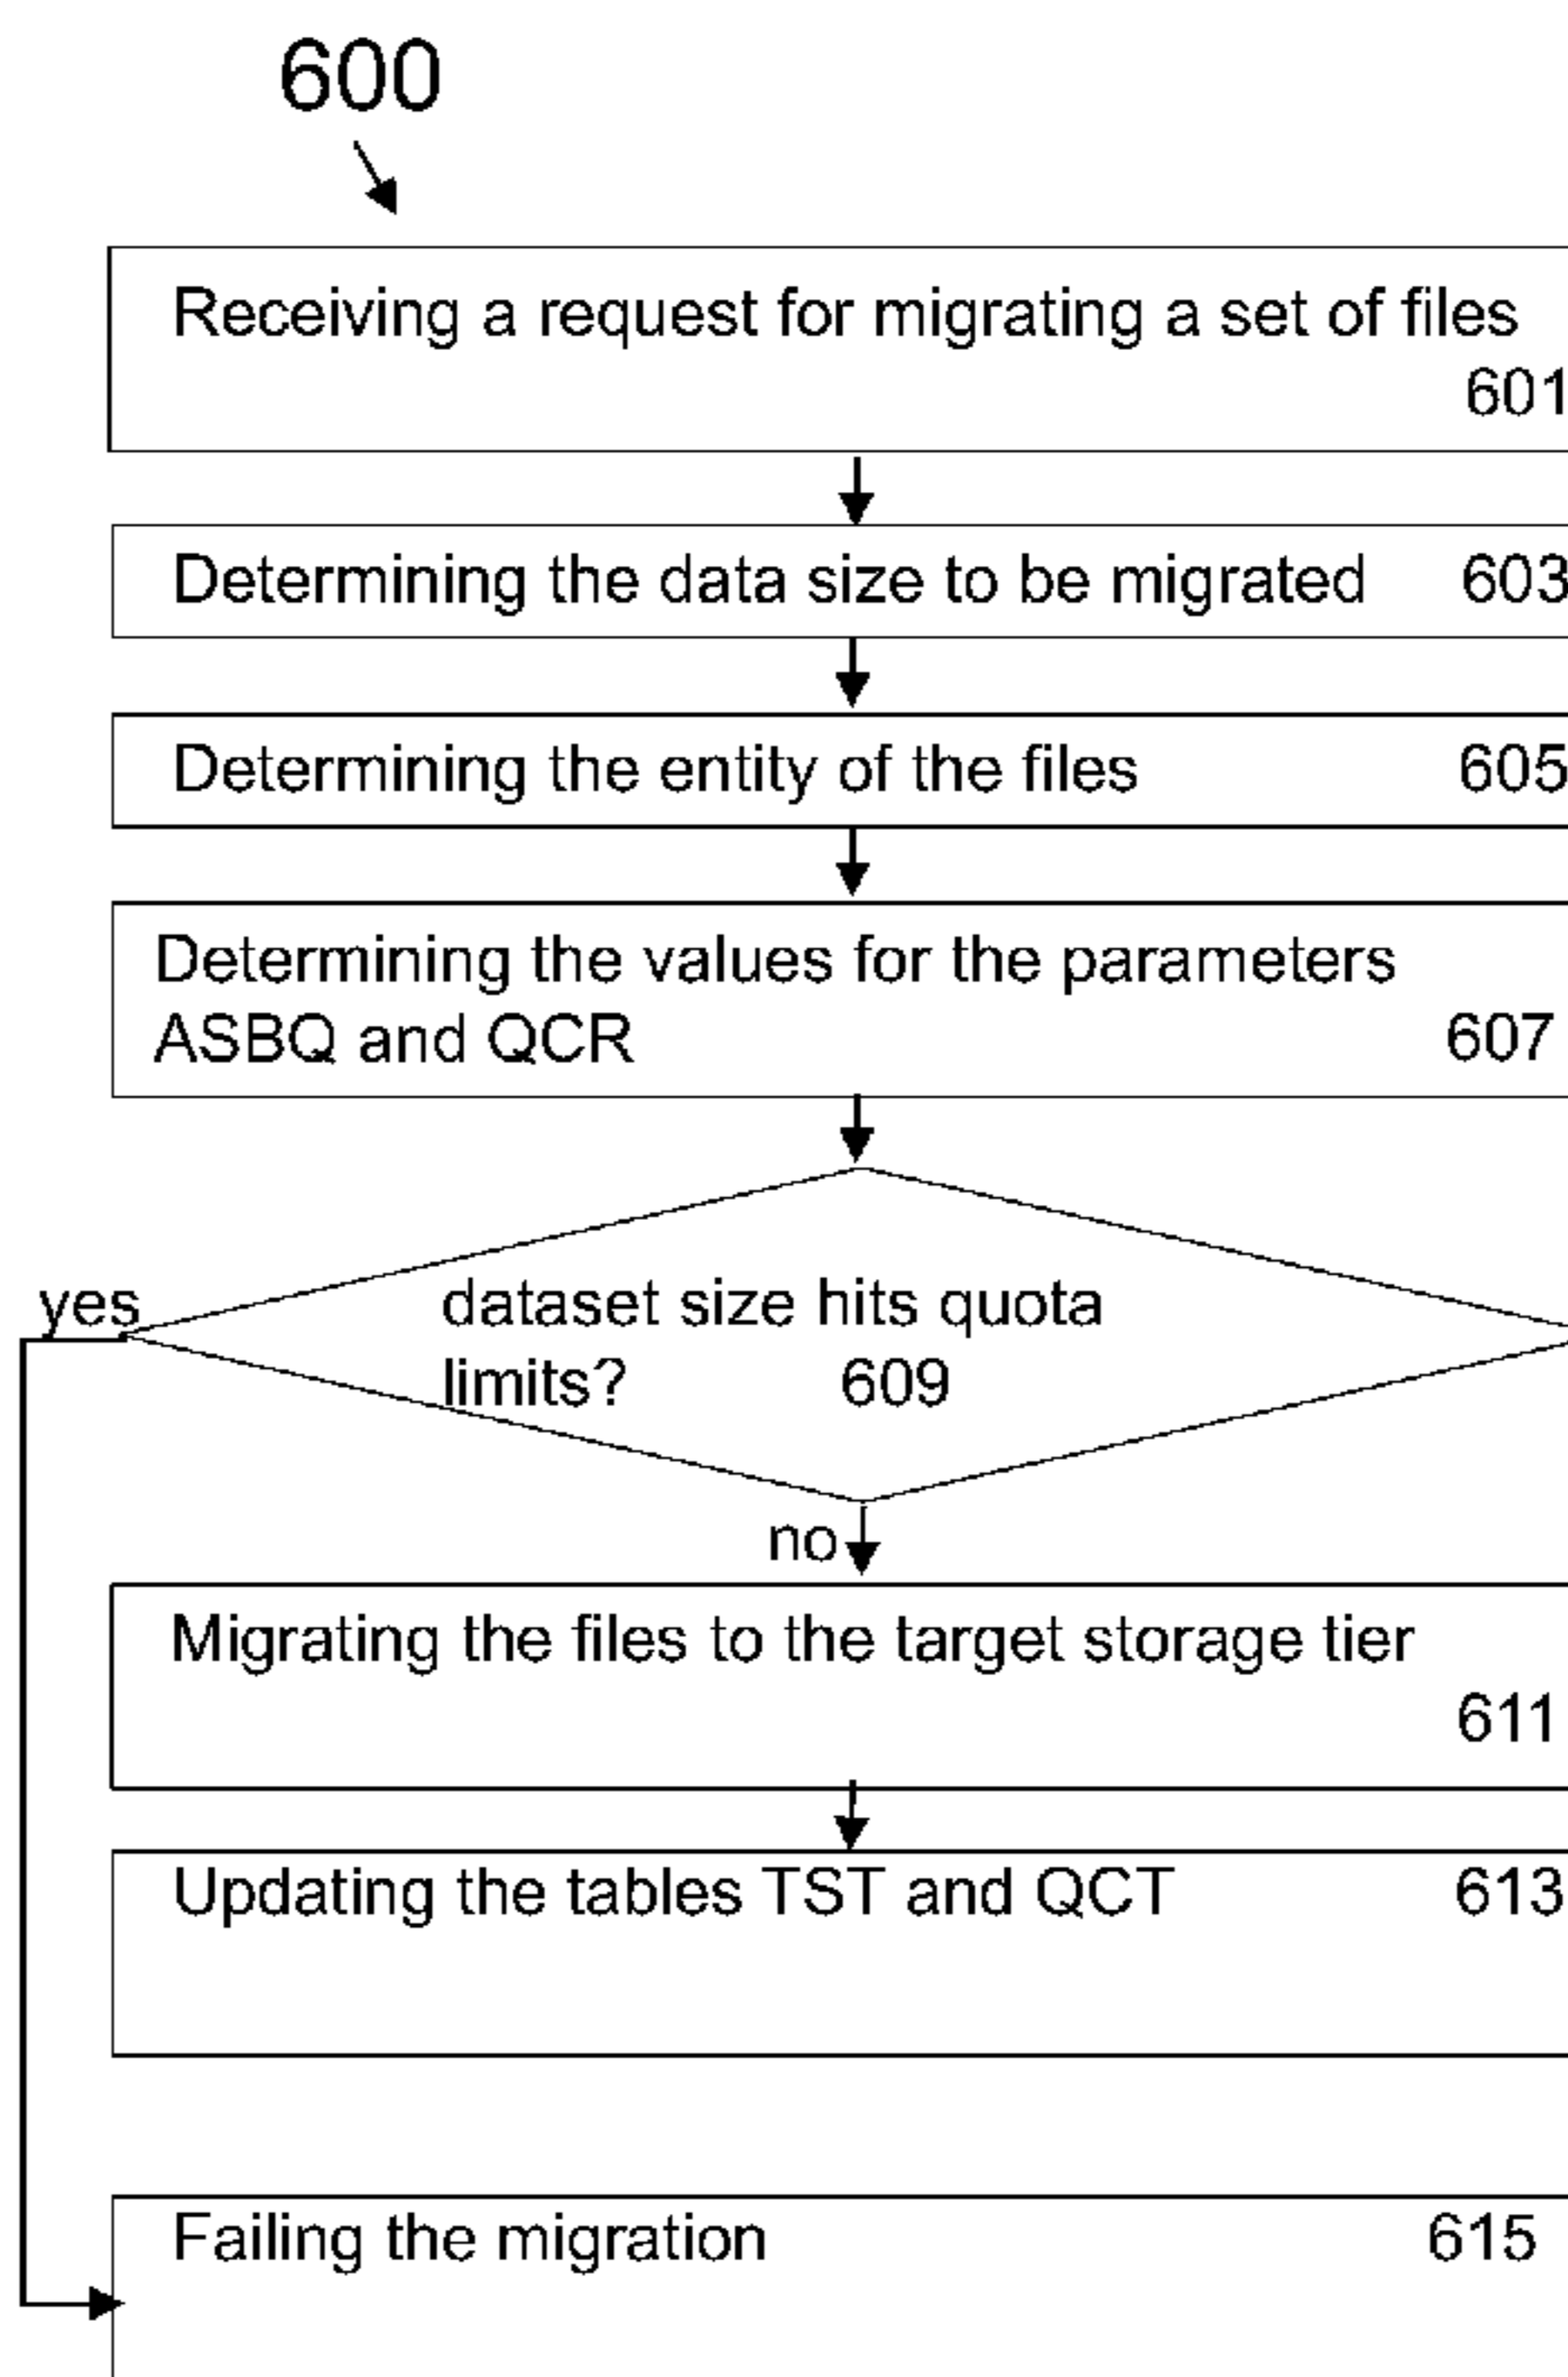 600
Receiving a request for migrating a set of files
601
Determining the data size to be migrated 603
Determining the entity of the files 605
Determining the values for the parameters
ASBQ and QCR 607
yes
dataset size hits quota
limits? 609
no
Migrating the files to the target storage tier
611
Updating the tables TST and QCT 613
Failing the migration 615